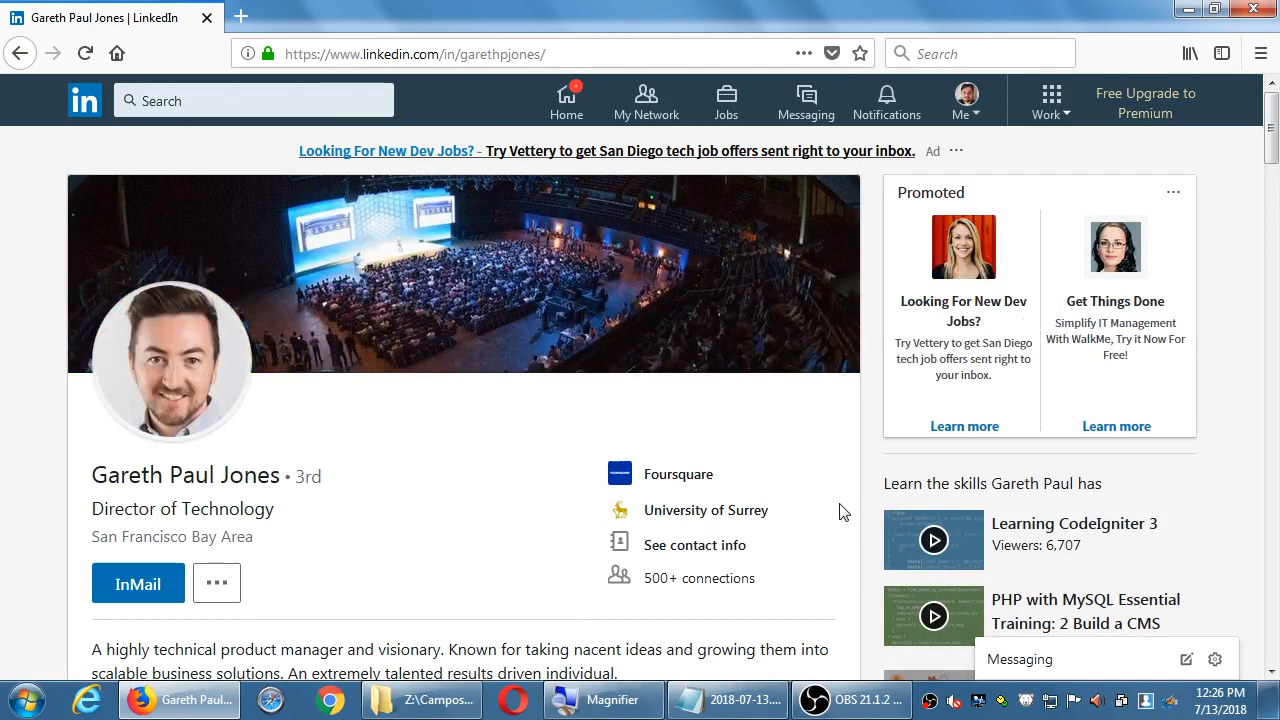 Gareth Paul Jones | LinkedIn
https://www.linkedin.com/in/garethpjones/
Search
in
Search
Home
My Network
Jobs
Messaging
Notifications
Me
Work
Free Upgrade to
Premium
Looking For New Dev Jobs? - Try Vettery to get San Diego tech job offers sent right to your inbox.
Ad
Promoted
Looking For New Dev
Jobs?
Try Vettery to get San Diego
tech job offers sent right to
your inbox.
Learn more
Get Things Done
Simplify IT Management
With WalkMe, Try it Now For
Free!
Learn more
Gareth Paul Jones • 3rd
Director of Technology
San Francisco Bay Area
InMail
Foursquare
University of Surrey
See contact info
500+ connections
A highly technical product manager and visionary. Known for taking nacent ideas and growing them into
scalable business solutions. An extremely talented results driven individual.
Learn the skills Gareth Paul has
Learning CodeIgniter 3
Viewers: 6,707
PHP with MySQL Essential
Training: 2 Build a CMS
Messaging
Gareth Paul...
Z:\Campos...
Magnifier
2018-07-13....
OBS 21.1.2 ...
12:26 PM
7/13/2018